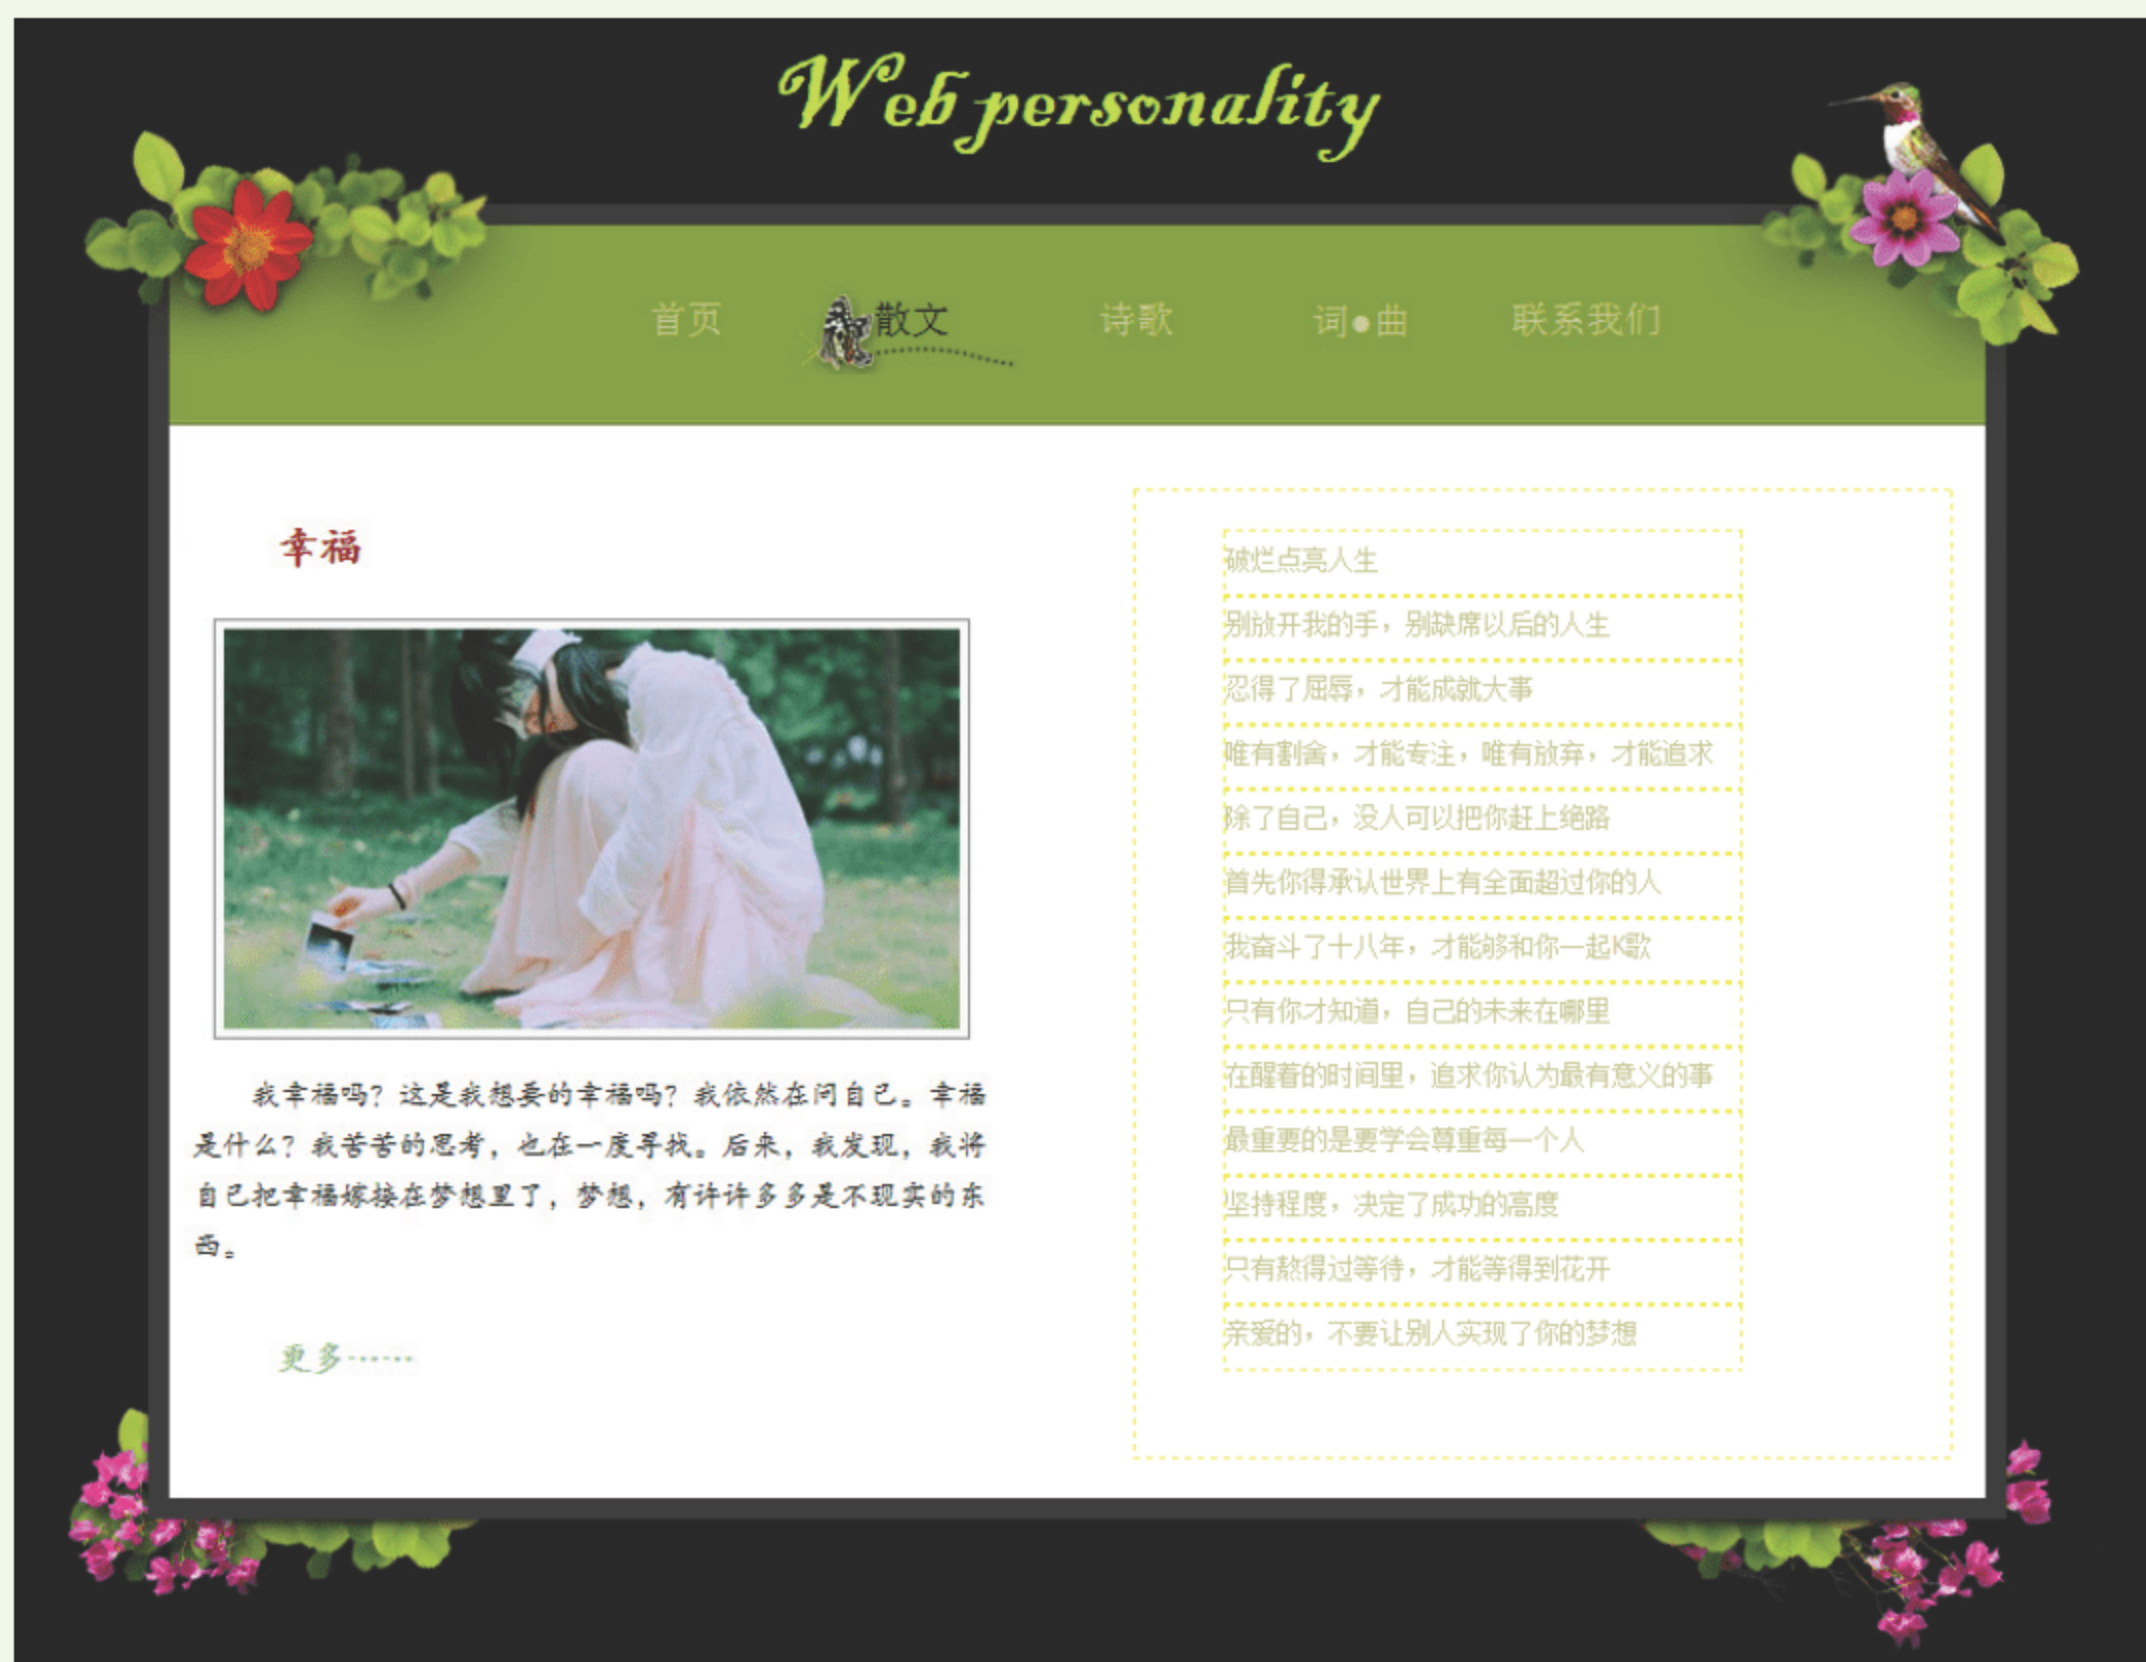 Web personality
首页 散文 诗歌 词●曲 联系我们
幸福
我幸福吗？这是我想要的幸福吗？我依然在问自己。幸福
是什么？我苦苦的思考，也在一度寻找。后来，我发现，我将
自己把幸福嫁接在梦想里了，梦想，有许许多多是不现实的东
西。
更多……
破烂点亮人生
别放开我的手，别缺席以后的人生
忍得了屈辱，才能成就大事
唯有割舍，才能专注，唯有放弃，才能追求
除了自己，没人可以把你赶上绝路
首先你得承认世界上有全面超过你的人
我奋斗了十八年，才能够和你一起K歌
只有你才知道，自己的未来在哪里
在醒着的时间里，追求你认为最有意义的事
最重要的是要学会尊重每一个人
坚持程度，决定了成功的高度
只有熬得过等待，才能等得到花开
亲爱的，不要让别人实现了你的梦想